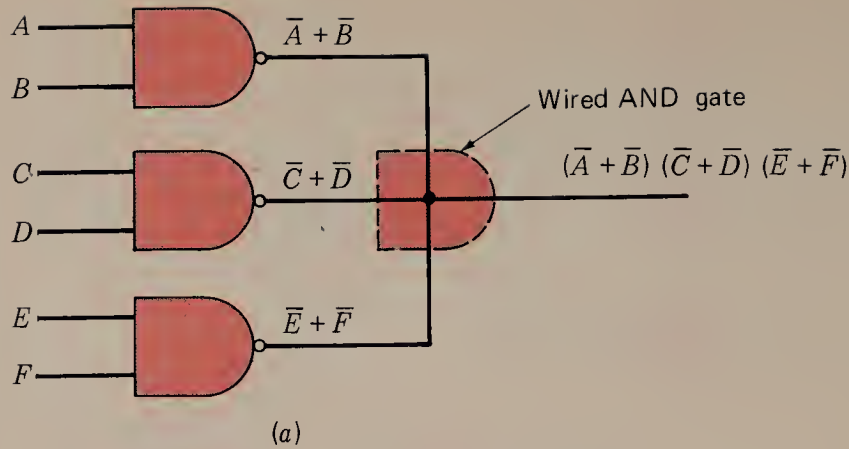 A
A̅ + B̅
B
Wired AND gate
C
C̅ + D̅
(A̅ + B̅) (C̅ + D̅) (E̅ + F̅)
D
E
E̅ + F̅
F
(a)